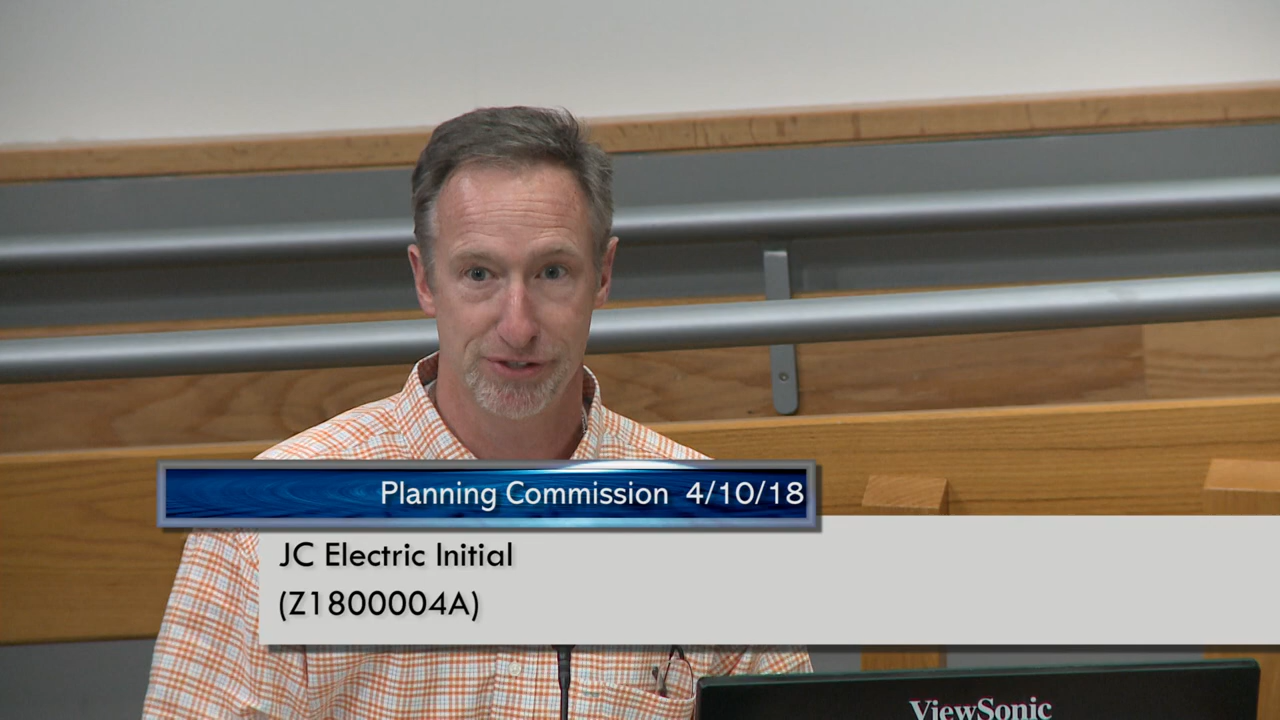 Planning Commission 4/10/18
JC Electric Initial
(Z1800004A)
ViewSonic